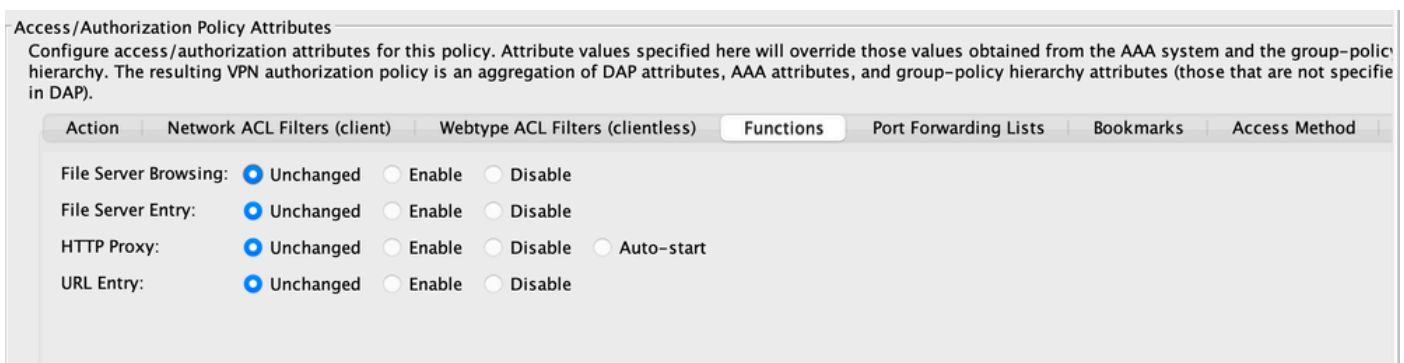 Access/Authorization Policy Attributes
Configure access/authorization attributes for this policy. Attribute values specified here will override those values obtained from the AAA system and the group-policy
hierarchy. The resulting VPN authorization policy is an aggregation of DAP attributes, AAA attributes, and group-policy hierarchy attributes (those that are not specifie
in DAP).
Action Network ACL Filters (client) Webtype ACL Filters (clientless) Functions Port Forwarding Lists Bookmarks Access Method
File Server Browsing: Unchanged Enable Disable
File Server Entry: Unchanged Enable Disable
HTTP Proxy: Unchanged Enable Disable Auto-start
URL Entry: Unchanged Enable Disable